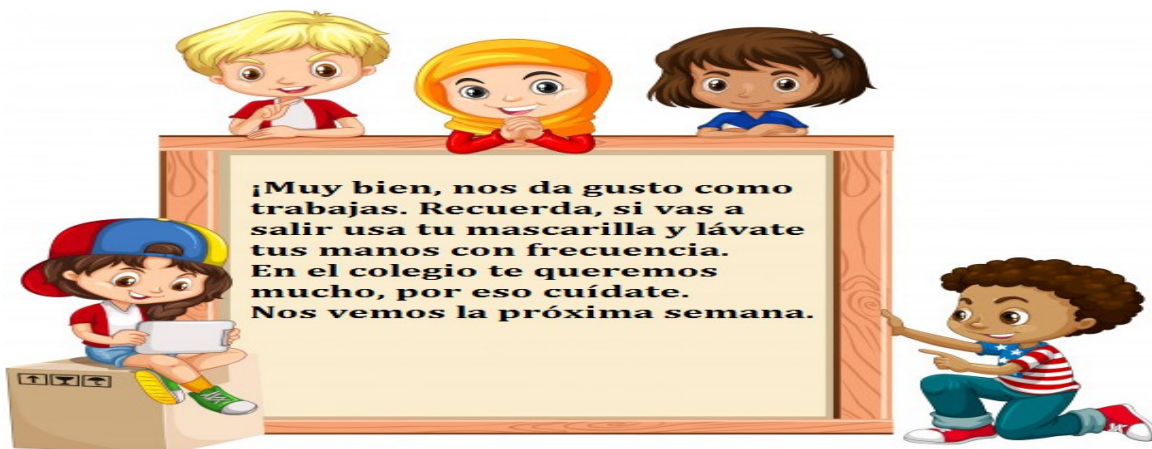 ¡Muy bien, nos da gusto como
trabajas. Recuerda, si vas a
salir usa tu mascarilla y lávate
tus manos con frecuencia.
En el colegio te queremos
mucho, por eso cuídate.
Nos vemos la próxima semana.